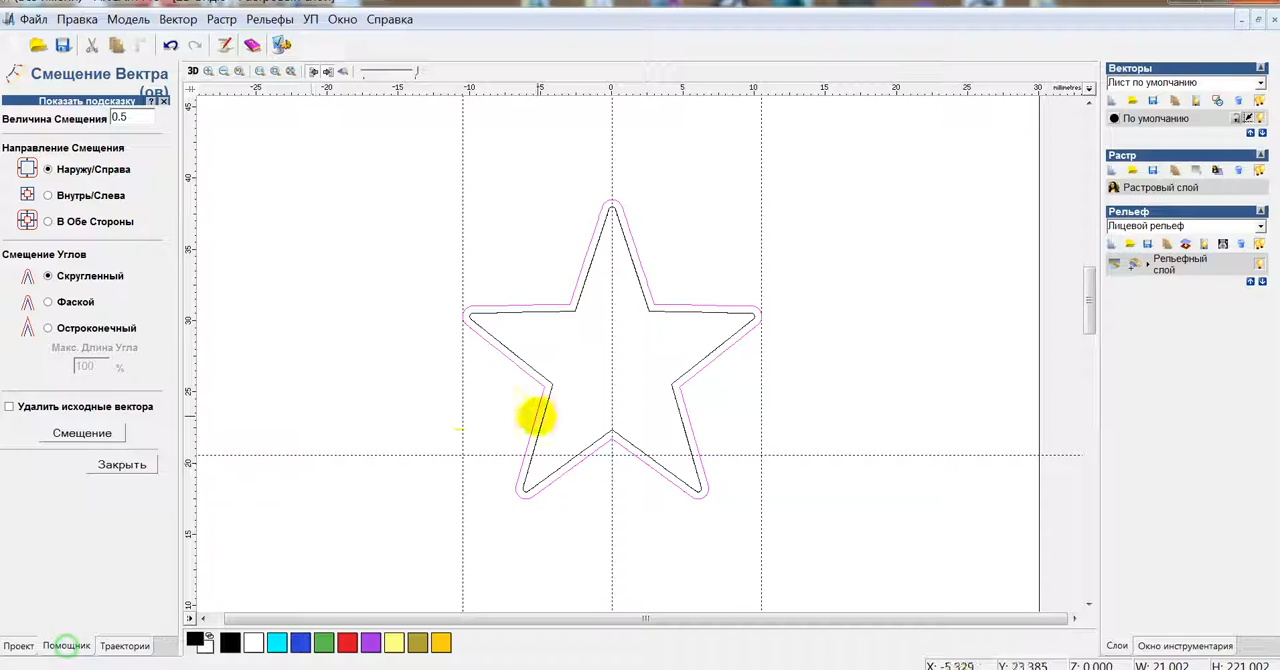 Файл Правка Модель Вектор Растр Рельефы УП Окно Справка
Смещение Вектра
(ов)
Показать подсказку ? ×
Величина Смещения 0.5
Направление Смещения
Наружу/Справа
Внутрь/Слева
В Обе Стороны
Смещение Углов
Скругленный
Фаской
Остроконечный
Макс. Длина Угла
100 %
Удалить исходные вектора
Смещение
Закрыть
Проект Помощник Траектории
3D
-25 -20 -15 -10 -5 0 5 10 15 20 25 30 millimetres
45
40
35
30
25
20
15
10
Векторы
Лист по умолчанию
По умолчанию
Растр
Растровый слой
Рельеф
Лицевой рельеф
Рельефный
слой
Слои Окно инструментария
X: -5.329 Y: 23.385 Z: 0.000 W: 21.002 H: 221.002